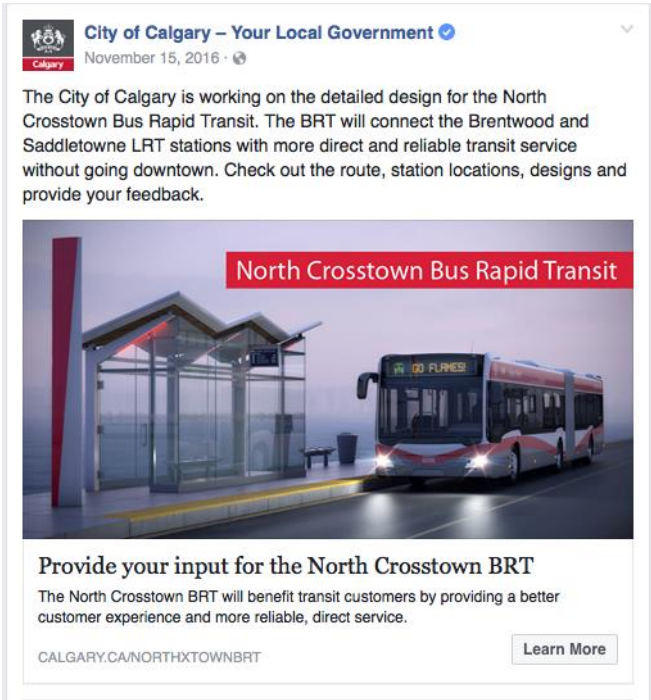 City of Calgary – Your Local Government
November 15, 2016 ·
Calgary
The City of Calgary is working on the detailed design for the North
Crosstown Bus Rapid Transit. The BRT will connect the Brentwood and
Saddletowne LRT stations with more direct and reliable transit service
without going downtown. Check out the route, station locations, designs and
provide your feedback.
North Crosstown Bus Rapid Transit
GO FLAMES!
Provide your input for the North Crosstown BRT
The North Crosstown BRT will benefit transit customers by providing a better
customer experience and more reliable, direct service.
Learn More
CALGARY.CA/NORTHXTOWNBRT